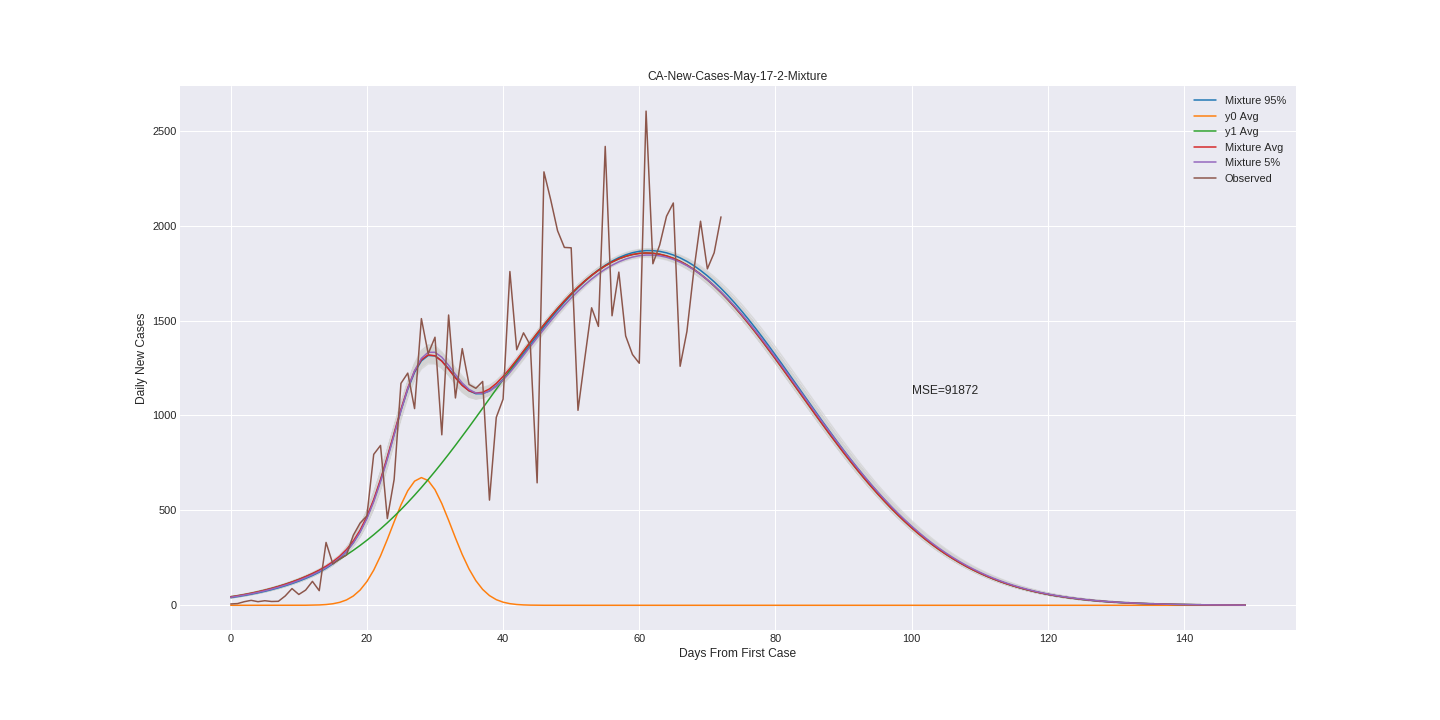 CA-New-Cases-May-17-2-Mixture
Mixture 95%
y0 Avg
y1 Avg
Mixture Avg
Mixture 5%
Observed
2500
2000
1500
1000
500
0
Daily New Cases
MSE=91872
0 20 40 60 80 100 120 140
Days From First Case